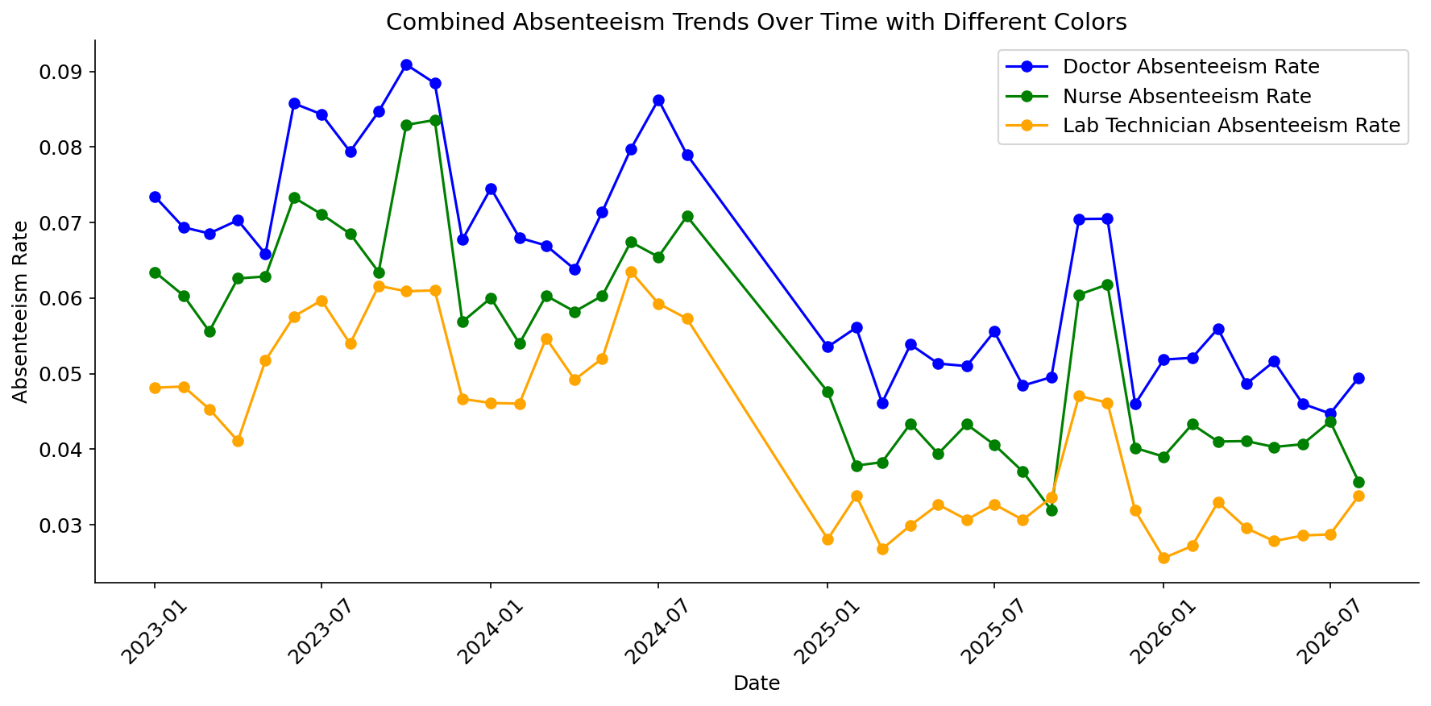 Combined Absenteeism Trends Over Time with Different Colors
Doctor Absenteeism Rate
Nurse Absenteeism Rate
Lab Technician Absenteeism Rate
Absenteeism Rate
0.09
0.08
0.07
0.06
0.05
0.04
0.03
2023-01
2023-07
2024-01
2024-07
2025-01
2025-07
2026-01
2026-07
Date